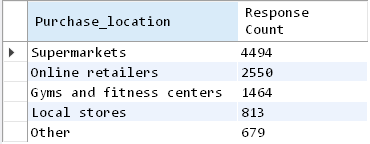 Purchase_location Response Count
Supermarkets 4494
Online retailers 2550
Gyms and fitness centers 1464
Local stores 813
Other 679